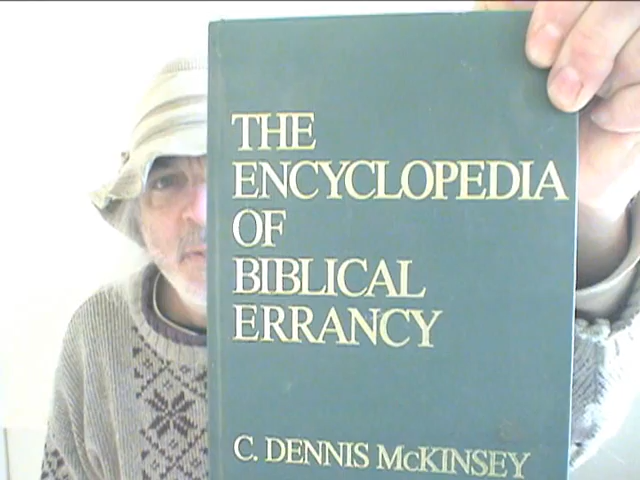 THE
ENCYCLOPEDIA
OF
BIBLICAL
ERRANCY
C. DENNIS McKINSEY